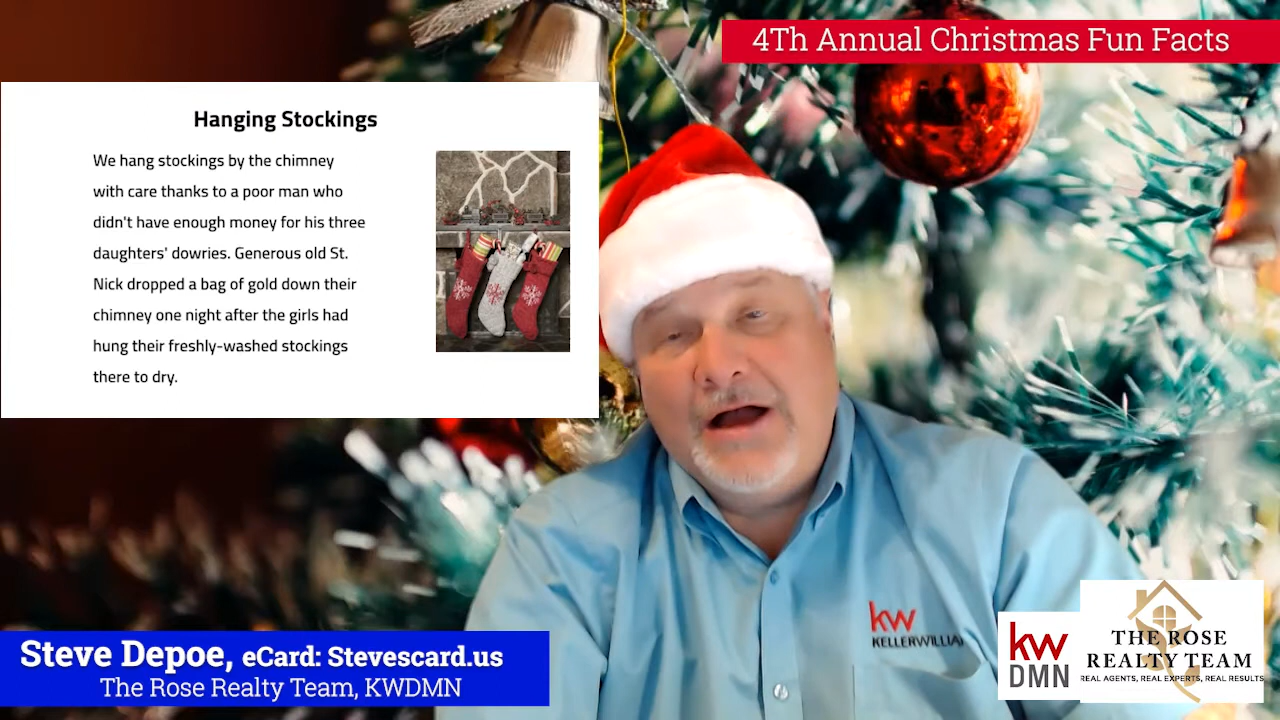 4Th Annual Christmas Fun Facts
Hanging Stockings
We hang stockings by the chimney
with care thanks to a poor man who
didn't have enough money for his three
daughters' dowries. Generous old St.
Nick dropped a bag of gold down their
chimney one night after the girls had
hung their freshly-washed stockings
there to dry.
kw
KELLERWILLIA
Steve Depoe, eCard: Stevescard.us
The Rose Realty Team, KWDMN
kw
DMN
THE ROSE
REALTY TEAM
REAL AGENTS, REAL EXPERTS, REAL RESULTS